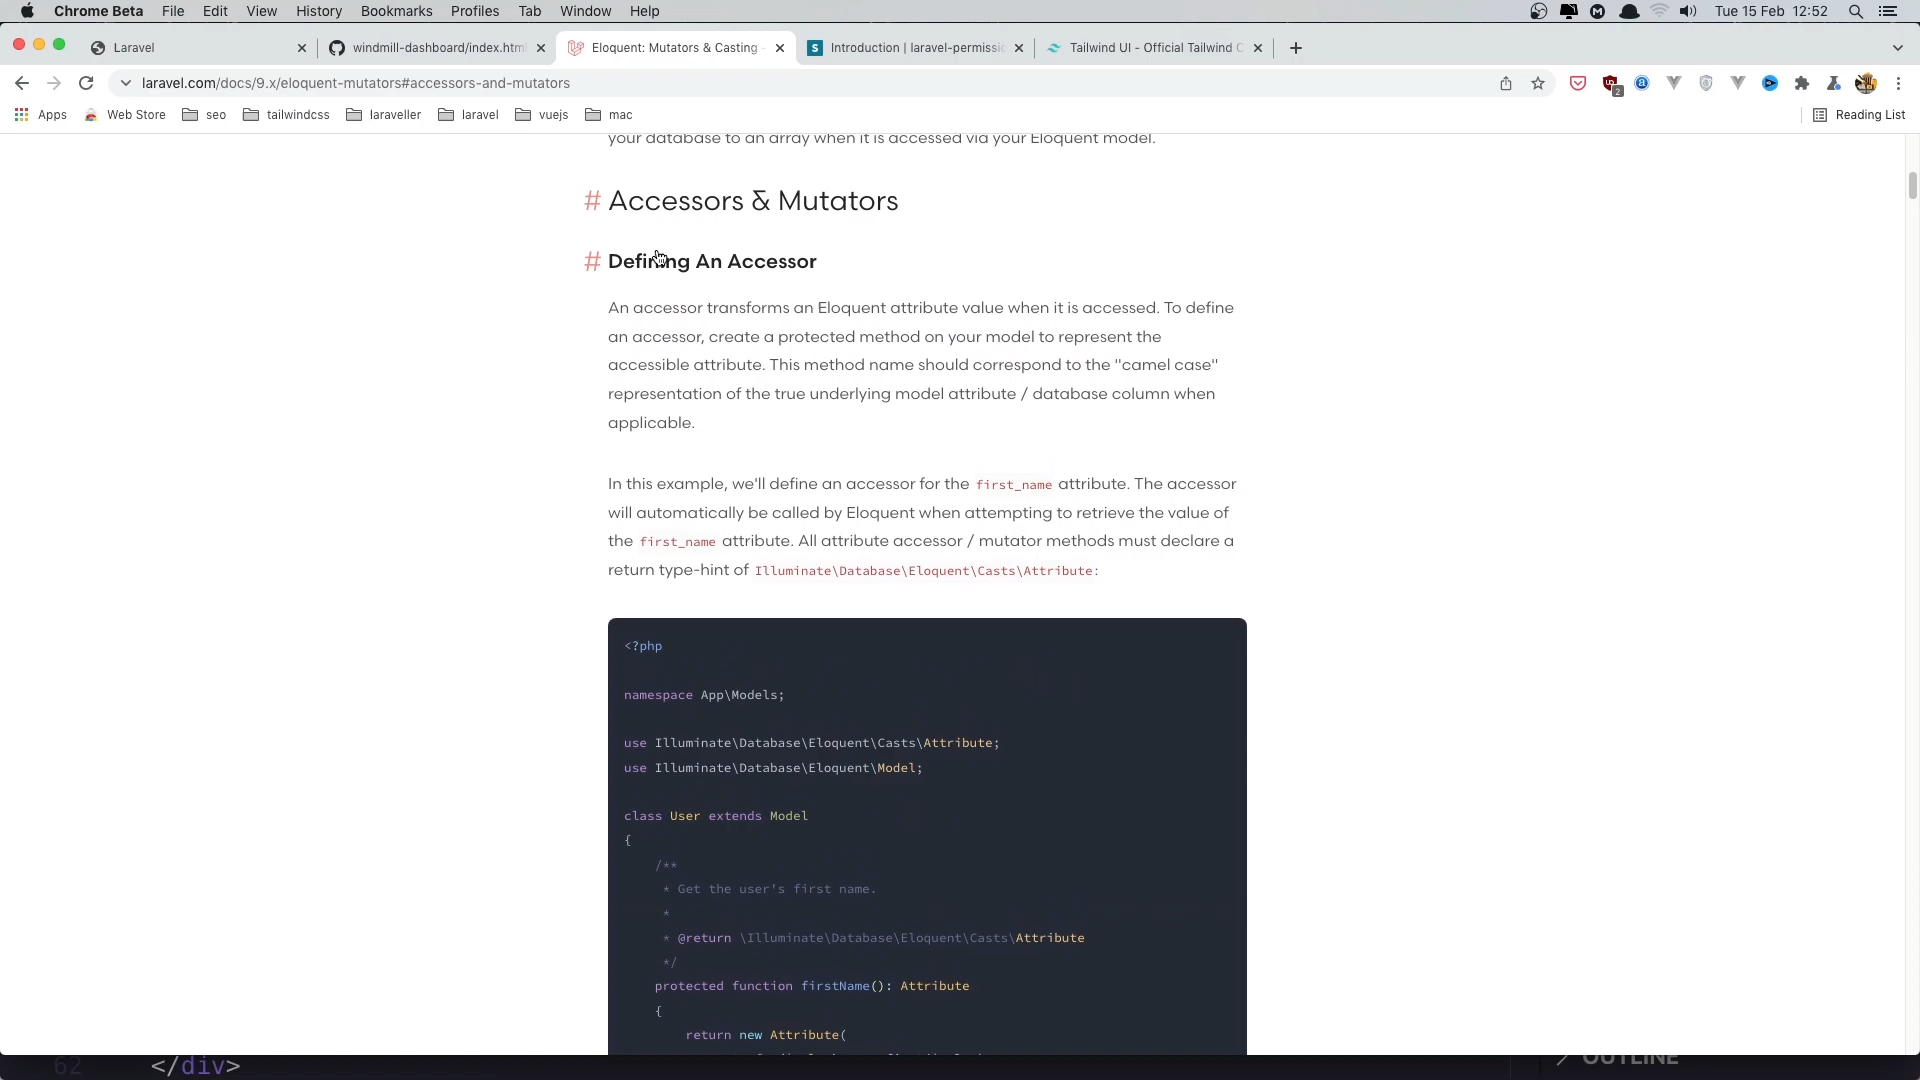 Chrome Beta File Edit View History Bookmarks Profiles Tab Window Help Tue 15 Feb 12:52
Laravel windmill-dashboard/index.html Eloquent: Mutators & Casting - Introduction | laravel-permissio Tailwind UI - Official Tailwind C
laravel.com/docs/9.x/eloquent-mutators#accessors-and-mutators 2
Apps Web Store seo tailwindcss laraveller laravel vuejs mac Reading List
your database to an array when it is accessed via your Eloquent model.
# Accessors & Mutators
# Defining An Accessor
An accessor transforms an Eloquent attribute value when it is accessed. To define
an accessor, create a protected method on your model to represent the
accessible attribute. This method name should correspond to the "camel case"
representation of the true underlying model attribute / database column when
applicable.
In this example, we'll define an accessor for the first_name attribute. The accessor
will automatically be called by Eloquent when attempting to retrieve the value of
the first_name attribute. All attribute accessor / mutator methods must declare a
return type-hint of Illuminate\Database\Eloquent\Casts\Attribute:
<?php
namespace App\Models;
use Illuminate\Database\Eloquent\Casts\Attribute;
use Illuminate\Database\Eloquent\Model;
class User extends Model
{
/**
* Get the user's first name.
*
* @return \Illuminate\Database\Eloquent\Casts\Attribute
*/
protected function firstName(): Attribute
{
return new Attribute(
62 </div> OUTLINE